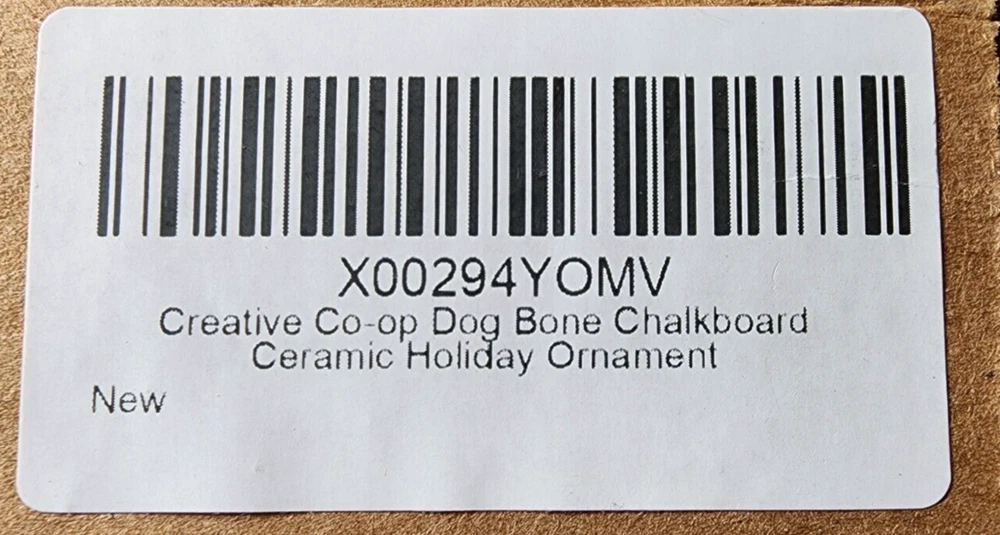 X00294YOMV
Creative Co-op Dog Bone Chalkboard
Ceramic Holiday Ornament
New